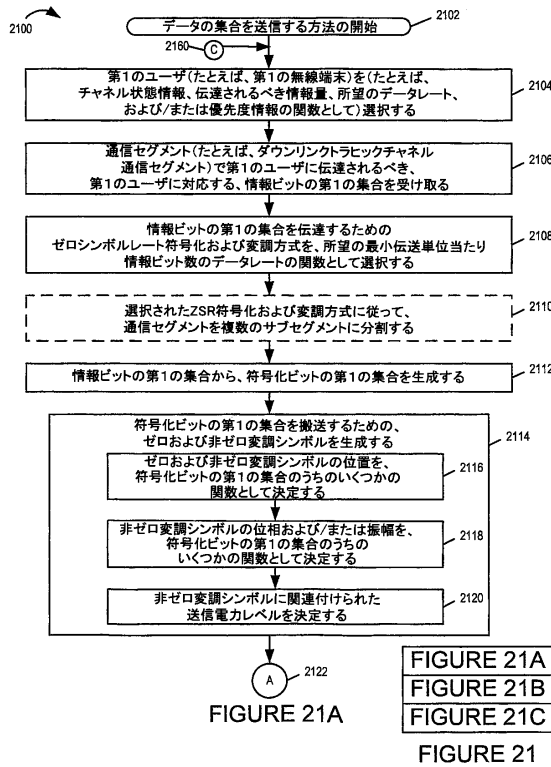 2100
データの集合を送信する方法の開始
2102
2160
C
第1のユーザ(たとえば、第1の無線端末)を(たとえば、
チャネル状態情報、伝達されるべき情報量、所望のデータレート、
および/または優先度情報の関数として)選択する
2104
通信セグメント(たとえば、ダウンリンクトラヒックチャネル
通信セグメント)で第1のユーザに伝達されるべき、
第1のユーザに対応する、情報ビットの第1の集合を受け取る
2106
情報ビットの第1の集合を伝達するための
ゼロシンボルレート符号化および変調方式を、所望の最小伝送単位当たり
情報ビット数のデータレートの関数として選択する
2108
選択されたZSR符号化および変調方式に従って、
通信セグメントを複数のサブセグメントに分割する
2110
情報ビットの第1の集合から、符号化ビットの第1の集合を生成する
2112
符号化ビットの第1の集合を搬送するための、
ゼロおよび非ゼロ変調シンボルを生成する
2114
ゼロおよび非ゼロ変調シンボルの位置を、
符号化ビットの第1の集合のうちのいくつかの
関数として決定する
2116
非ゼロ変調シンボルの位相および/または振幅を、
符号化ビットの第1の集合のうちの
いくつかの関数として決定する
2118
非ゼロ変調シンボルに関連付けられた
送信電力レベルを決定する
2120
A
2122
FIGURE 21A
FIGURE 21A
FIGURE 21B
FIGURE 21C
FIGURE 21